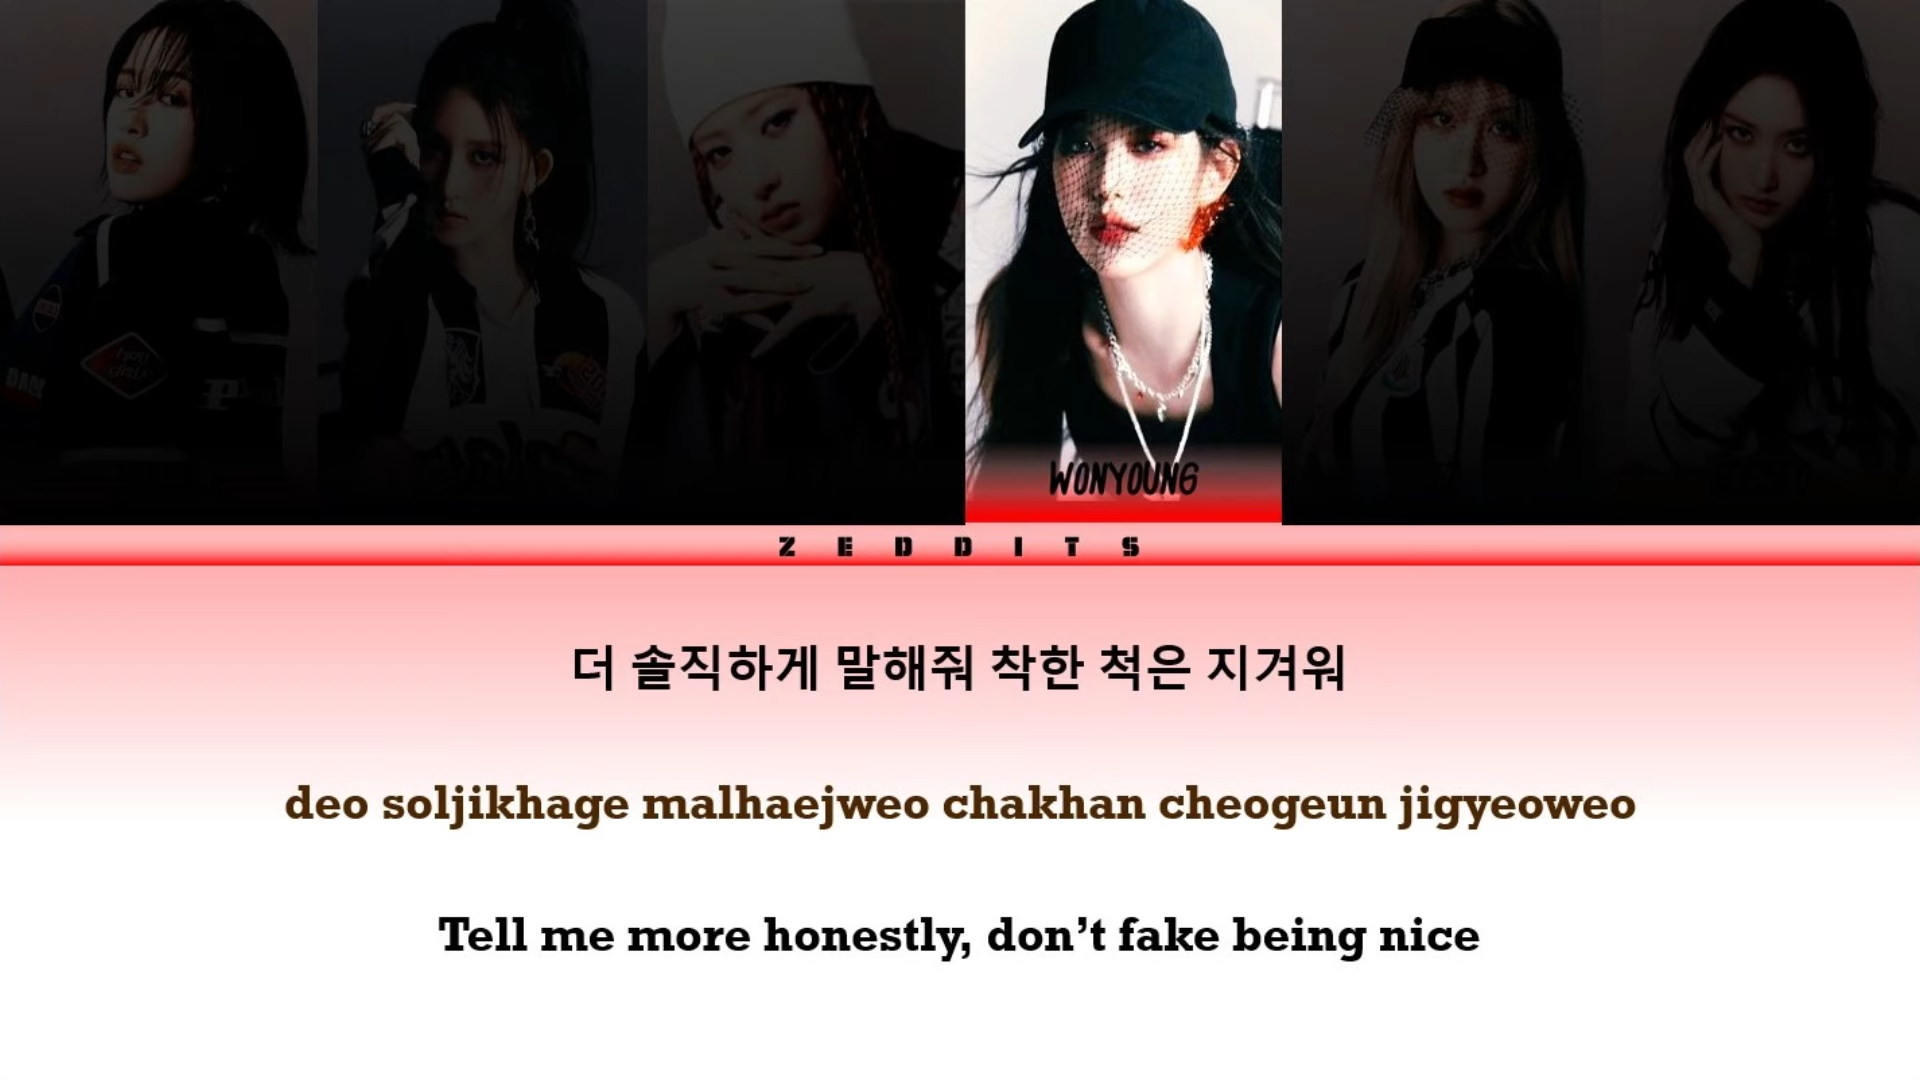 WONYOUNG
ZEDDITS
더 솔직하게 말해줘 착한 척은 지겨워
deo soljikhage malhaejweo chakhan cheogeun jigyeoweo
Tell me more honestly, don’t fake being nice